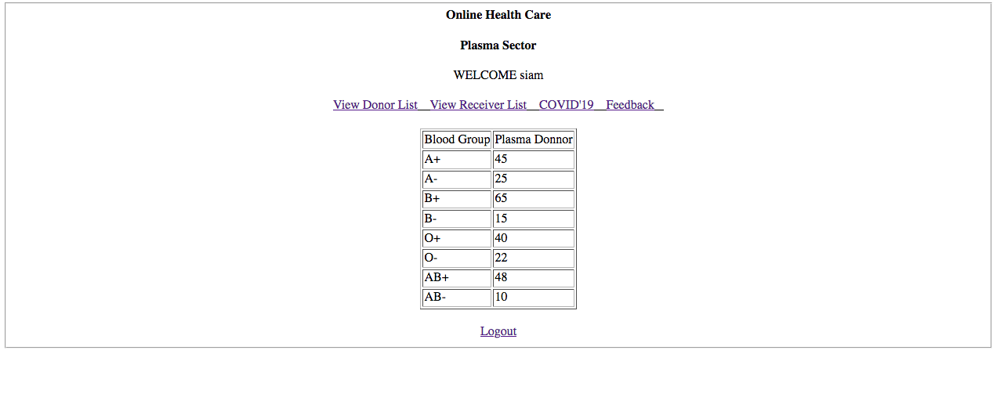 Online Health Care
Plasma Sector
WELCOME siam
View Donor List View Receiver List COVID'19 Feedback
Blood Group Plasma Donnor
A+ 45
A- 25
B+ 65
B- 15
O+ 40
O- 22
AB+ 48
AB- 10
Logout